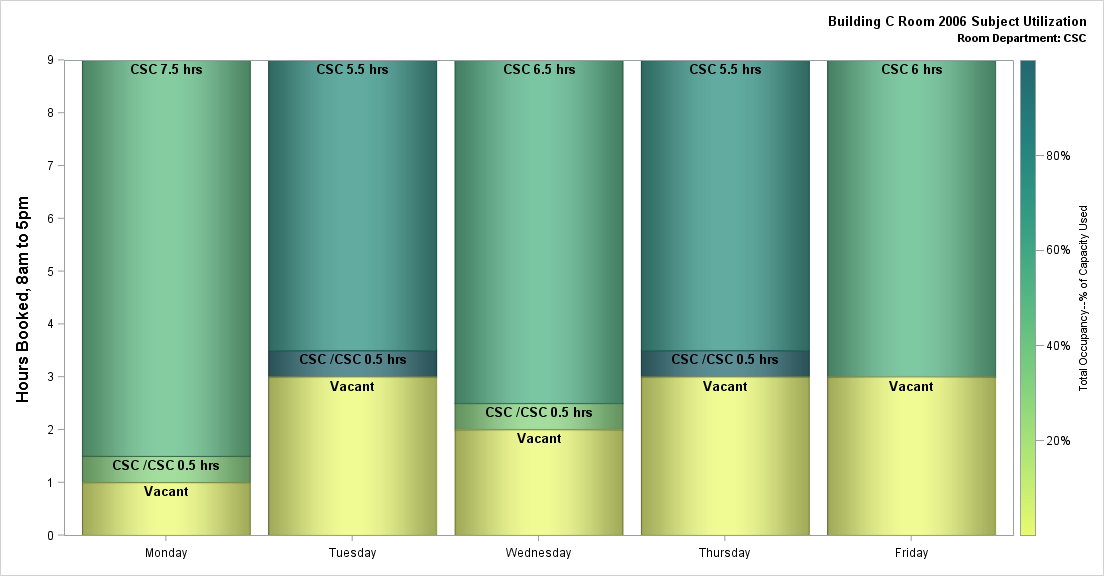 Building C Room 2006 Subject Utilization
Room Department: CSC
Hours Booked, 8am to 5pm
9
8
7
6
5
4
3
2
1
0
CSC 7.5 hrs
CSC /CSC 0.5 hrs
Vacant
CSC 5.5 hrs
CSC /CSC 0.5 hrs
Vacant
CSC 6.5 hrs
CSC /CSC 0.5 hrs
Vacant
CSC 5.5 hrs
CSC /CSC 0.5 hrs
Vacant
CSC 6 hrs
Vacant
Monday
Tuesday
Wednesday
Thursday
Friday
80%
60%
40%
20%
Total Occupancy--% of Capacity Used